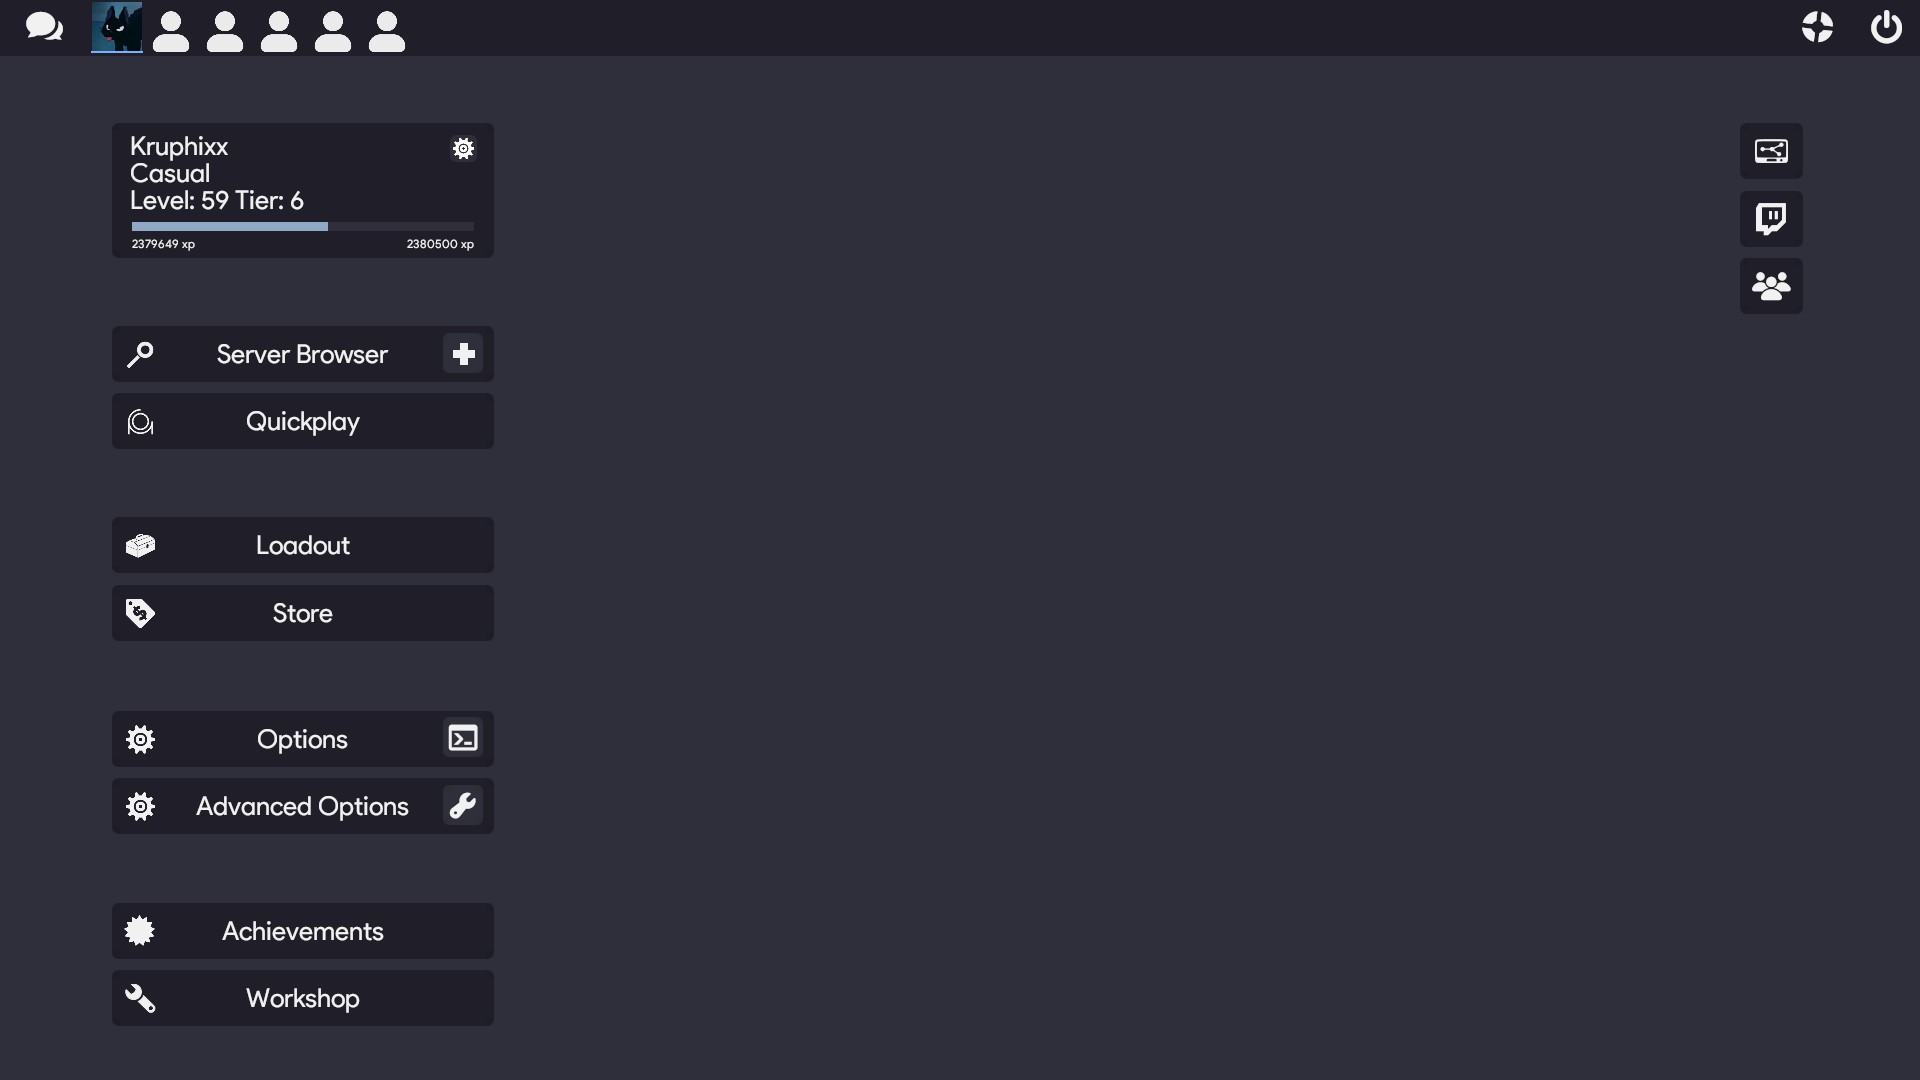 Kruphixx
Casual
Level: 59 Tier: 6
2379649 xp 2380500 xp
Server Browser
Quickplay
Loadout
Store
Options
Advanced Options
Achievements
Workshop